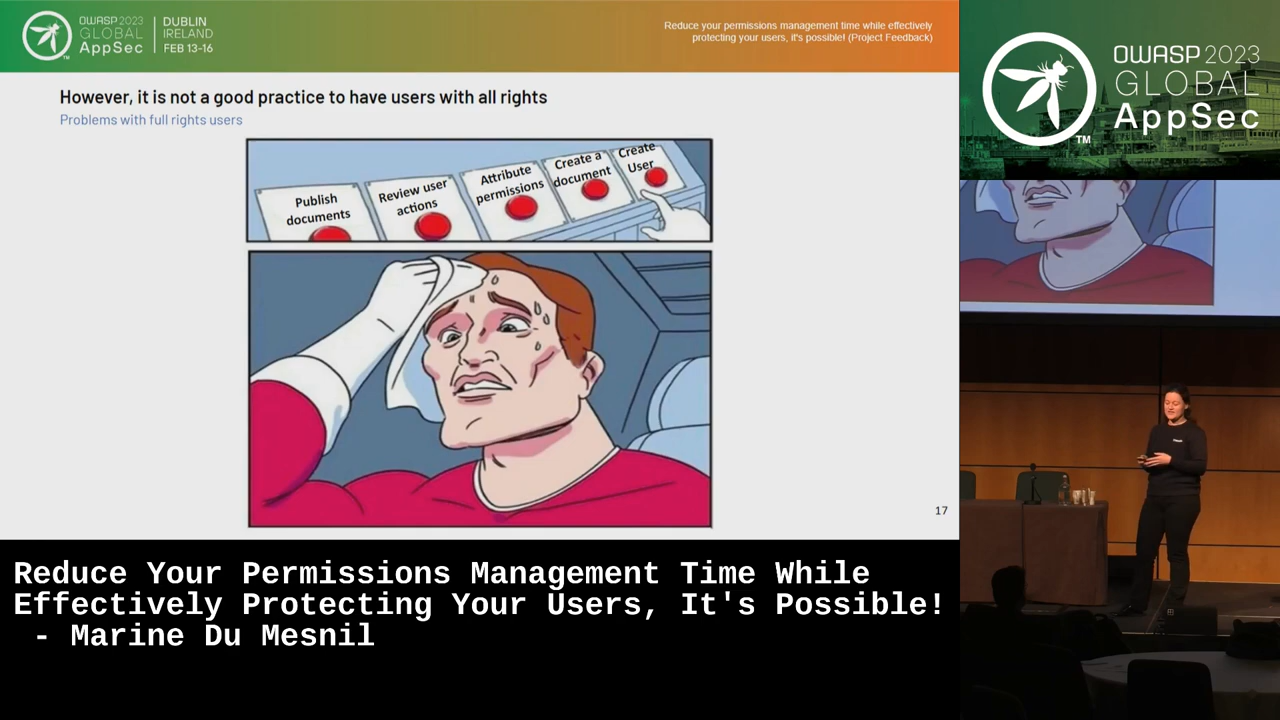 OWASP 2023
GLOBAL
AppSec
DUBLIN
IRELAND
FEB 13-16
TM
Reduce your permissions management time while effectively
protecting your users, it's possible! (Project Feedback)
However, it is not a good practice to have users with all rights
Problems with full rights users
Publish
documents
Review user
actions
Attribute
permissions
Create a
document
Create
User
17
OWASP 2023
GLOBAL
AppSec
TM
Reduce Your Permissions Management Time While
Effectively Protecting Your Users, It's Possible!
- Marine Du Mesnil